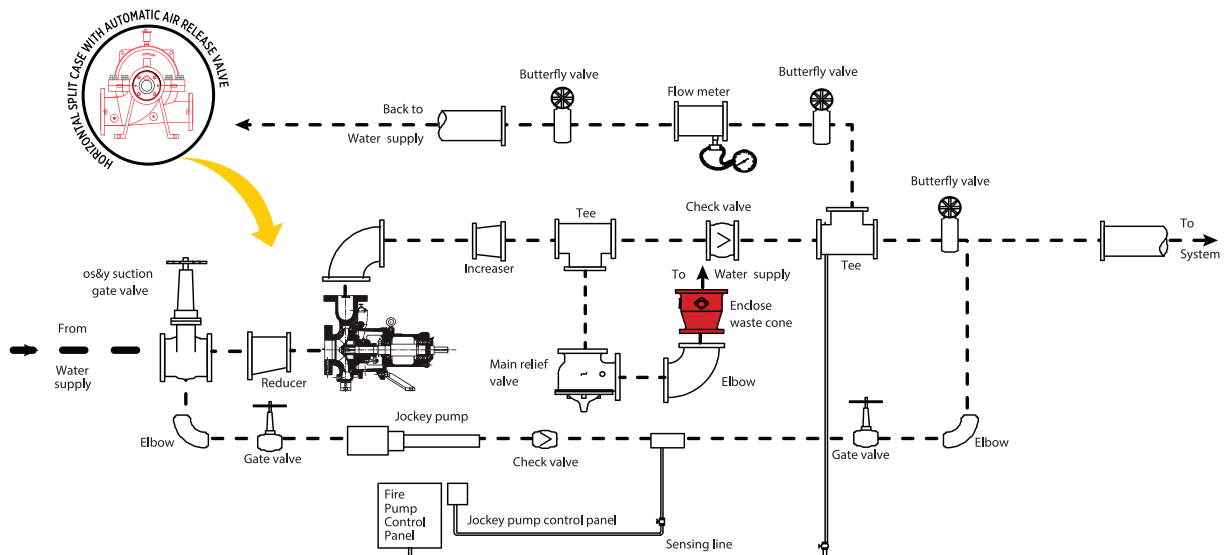 HORIZONTAL SPLIT CASE WITH AUTOMATIC AIR RELEASE VALVE
Butterfly valve
Flow meter
Butterfly valve
Back to
Water supply
Butterfly valve
Tee
Check valve
Increaser
Tee
To
System
os&y suction
gate valve
To
Water supply
Enclose
waste cone
From
Water
supply
Reducer
Main relief
valve
Elbow
Elbow
Gate valve
Jockey pump
Check valve
Gate valve
Elbow
Fire
Pump
Control
Panel
Jockey pump control panel
Sensing line